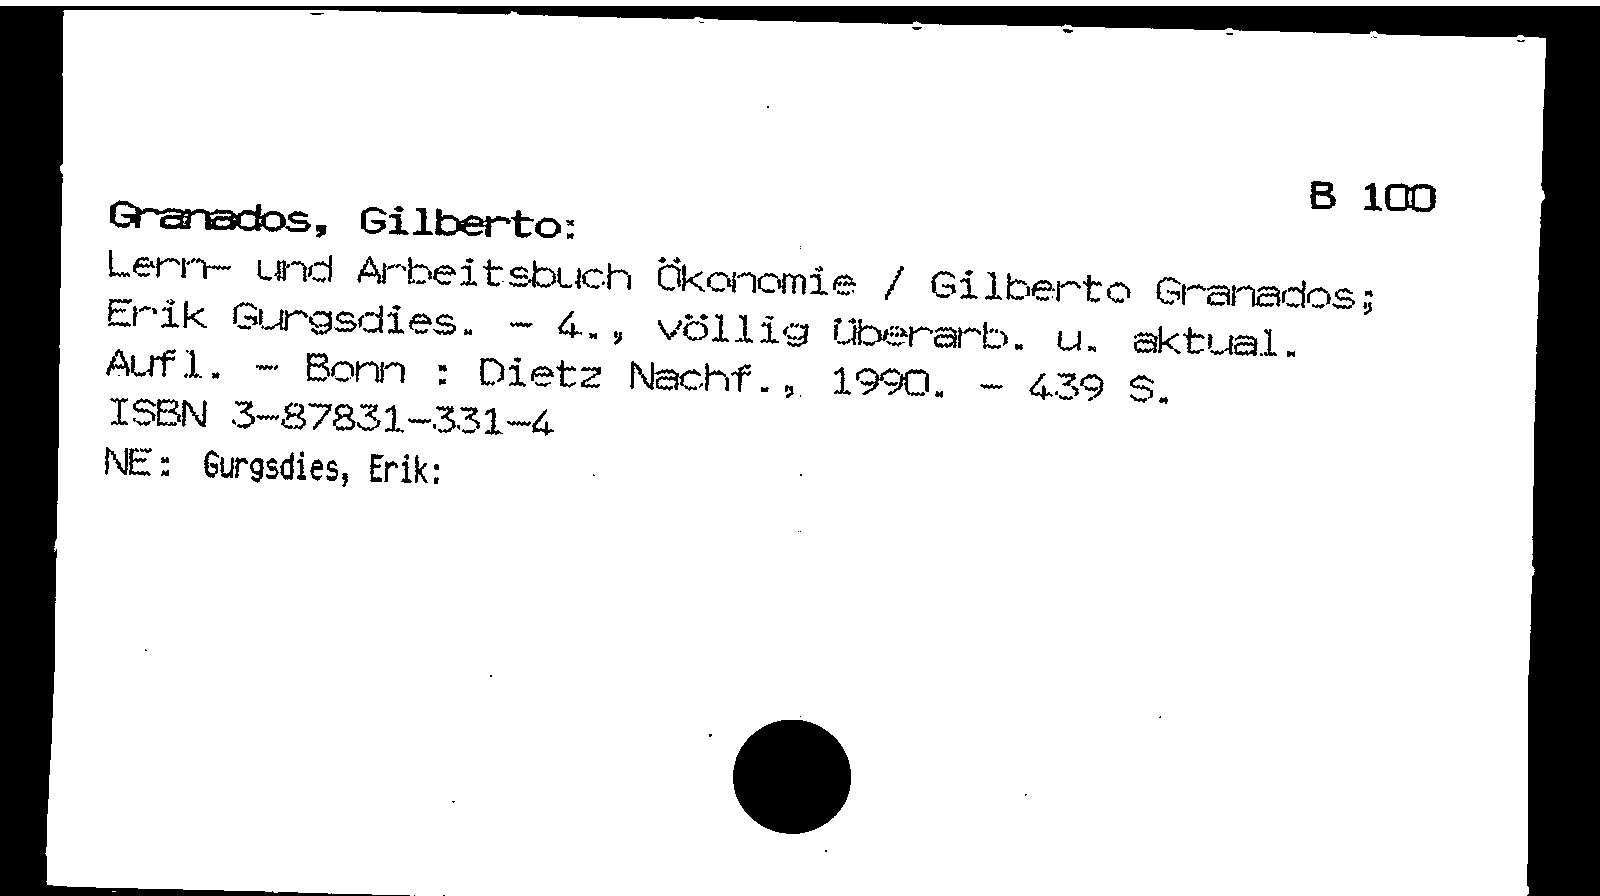 B 100
Granados, Gilberto:
Lern- und Arbeitsbuch Ökonomie / Gilberto Granados;
Erik Gurgsdies. - 4., völlig überarb. u. aktual.
Aufl. - Bonn : Dietz Nachf., 1990. - 439 S.
ISBN 3-87831-331-4
NE: Gurgsdies, Erik: